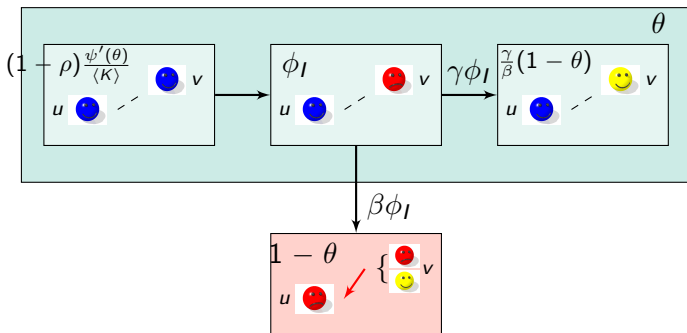 θ
(1 − ρ) ψ′(θ)/⟨K⟩
u v
ϕ_I
u v
γϕ_I
γ/β (1 − θ)
u v
βϕ_I
1 − θ
u { v